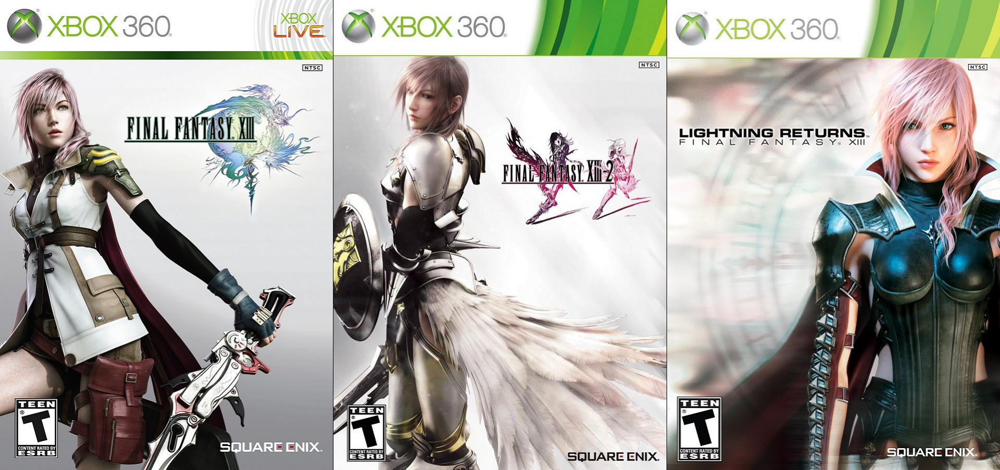 XBOX 360
XBOX
LIVE
NTSC
FINAL FANTASY XIII
TEEN
T
CONTENT RATED BY
ESRB
SQUARE ENIX
XBOX 360
NTSC
FINAL FANTASY XIII-2
TEEN
T
CONTENT RATED BY
ESRB
SQUARE ENIX
XBOX 360
NTSC
LIGHTNING RETURNS™
FINAL FANTASY® XIII
TEEN
T
CONTENT RATED BY
ESRB
SQUARE ENIX